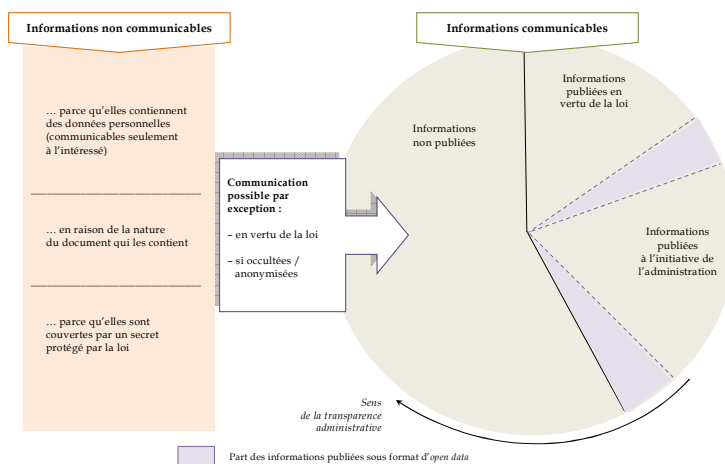 Informations non communicables
… parce qu'elles contiennent
des données personnelles
(communicables seulement
à l'intéressé)
… en raison de la nature
du document qui les contient
… parce qu'elles sont
couvertes par un secret
protégé par la loi
Communication
possible par
exception :
– en vertu de la loi
– si occultées /
anonymisées
Informations communicables
Informations
non publiées
Informations
publiées en
vertu de la loi
Informations
publiées
à l'initiative de
l'administration
Sens
de la transparence
administrative
Part des informations publiées sous format d'open data